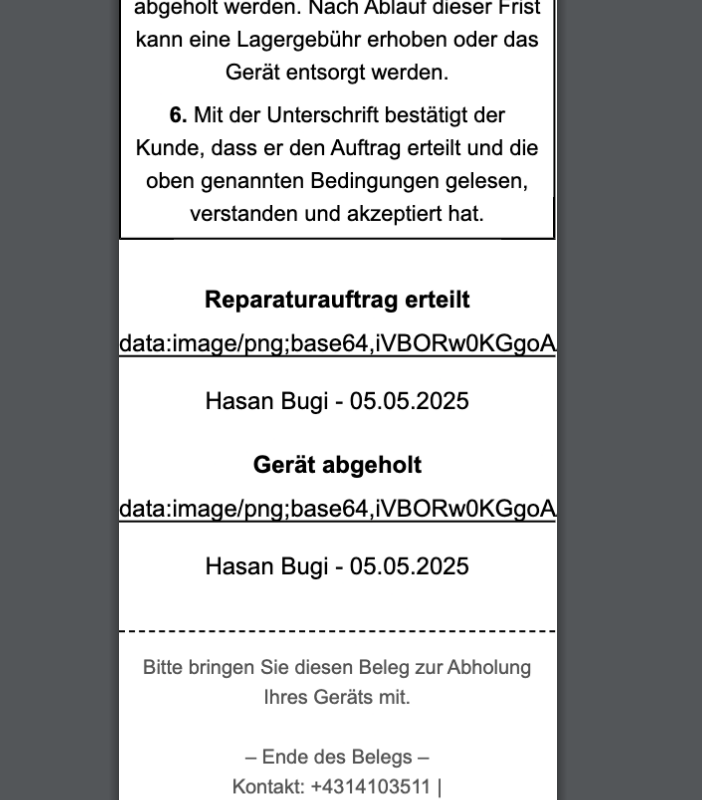 abgeholt werden. Nach Ablauf dieser Frist
kann eine Lagergebühr erhoben oder das
Gerät entsorgt werden.
6. Mit der Unterschrift bestätigt der
Kunde, dass er den Auftrag erteilt und die
oben genannten Bedingungen gelesen,
verstanden und akzeptiert hat.
Reparaturauftrag erteilt
data:image/png;base64,iVBORw0KGgoA
Hasan Bugi - 05.05.2025
Gerät abgeholt
data:image/png;base64,iVBORw0KGgoA
Hasan Bugi - 05.05.2025
Bitte bringen Sie diesen Beleg zur Abholung
Ihres Geräts mit.
– Ende des Belegs –
Kontakt: +4314103511 |